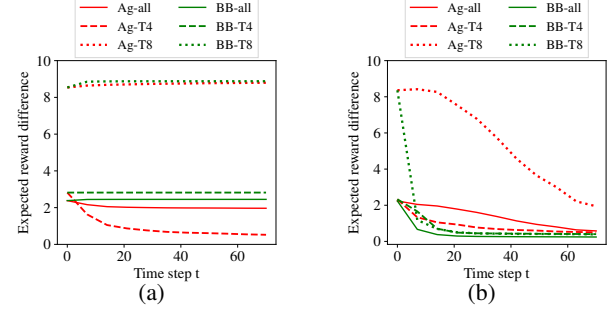 Ag-all
Ag-T4
Ag-T8
BB-all
BB-T4
BB-T8
Expected reward difference
10
8
6
4
2
0
0
20
40
60
Time step t
(a)
Ag-all
Ag-T4
Ag-T8
BB-all
BB-T4
BB-T8
Expected reward difference
10
8
6
4
2
0
0
20
40
60
Time step t
(b)